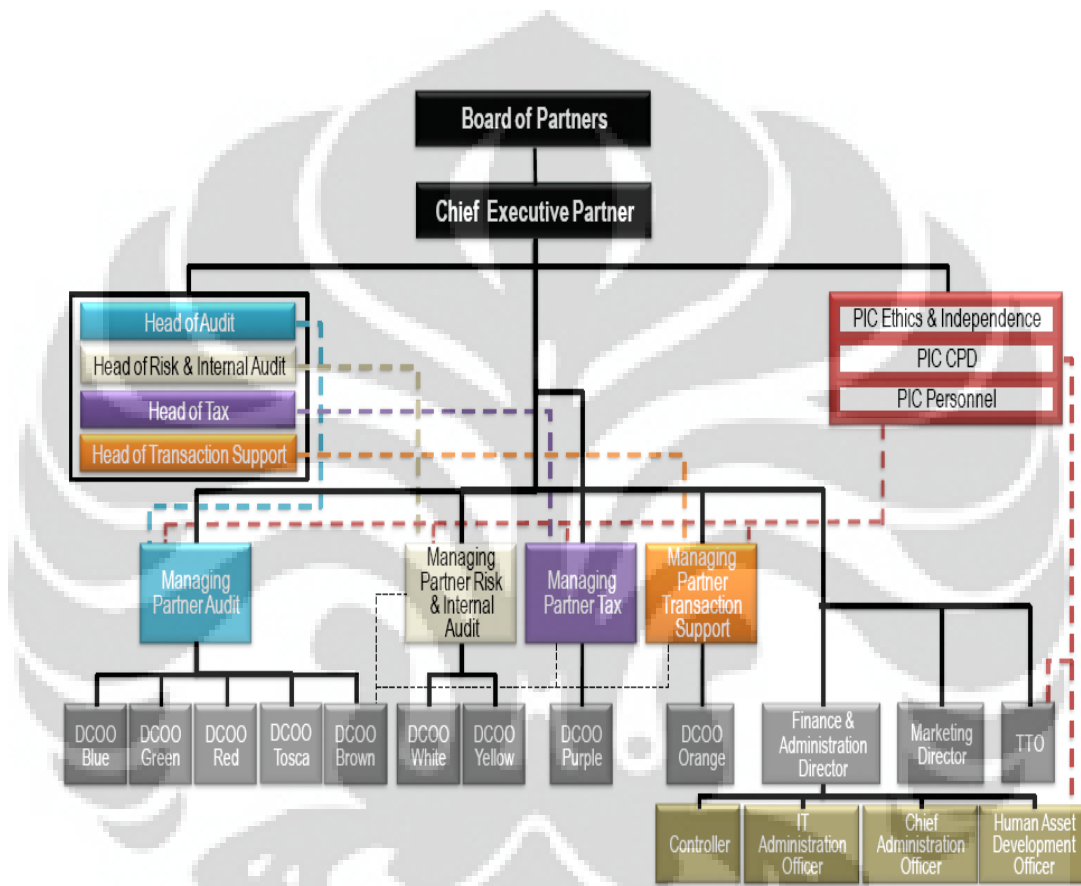 Board of Partners
Chief Executive Partner
Head of Audit
Head of Risk & Internal Audit
Head of Tax
Head of Transaction Support
PIC Ethics & Independence
PIC CPD
PIC Personnel
Managing
Partner Audit
Managing
Partner Risk
& Internal
Audit
Managing
Partner Tax
Managing
Partner
Transaction
Support
DCOO
Blue
DCOO
Green
DCOO
Red
DCOO
Tosca
DCOO
Brown
DCOO
White
DCOO
Yellow
DCOO
Purple
DCOO
Orange
Finance &
Administration
Director
Marketing
Director
TTO
Controller
IT
Administration
Officer
Chief
Administration
Officer
Human Asset
Development
Officer